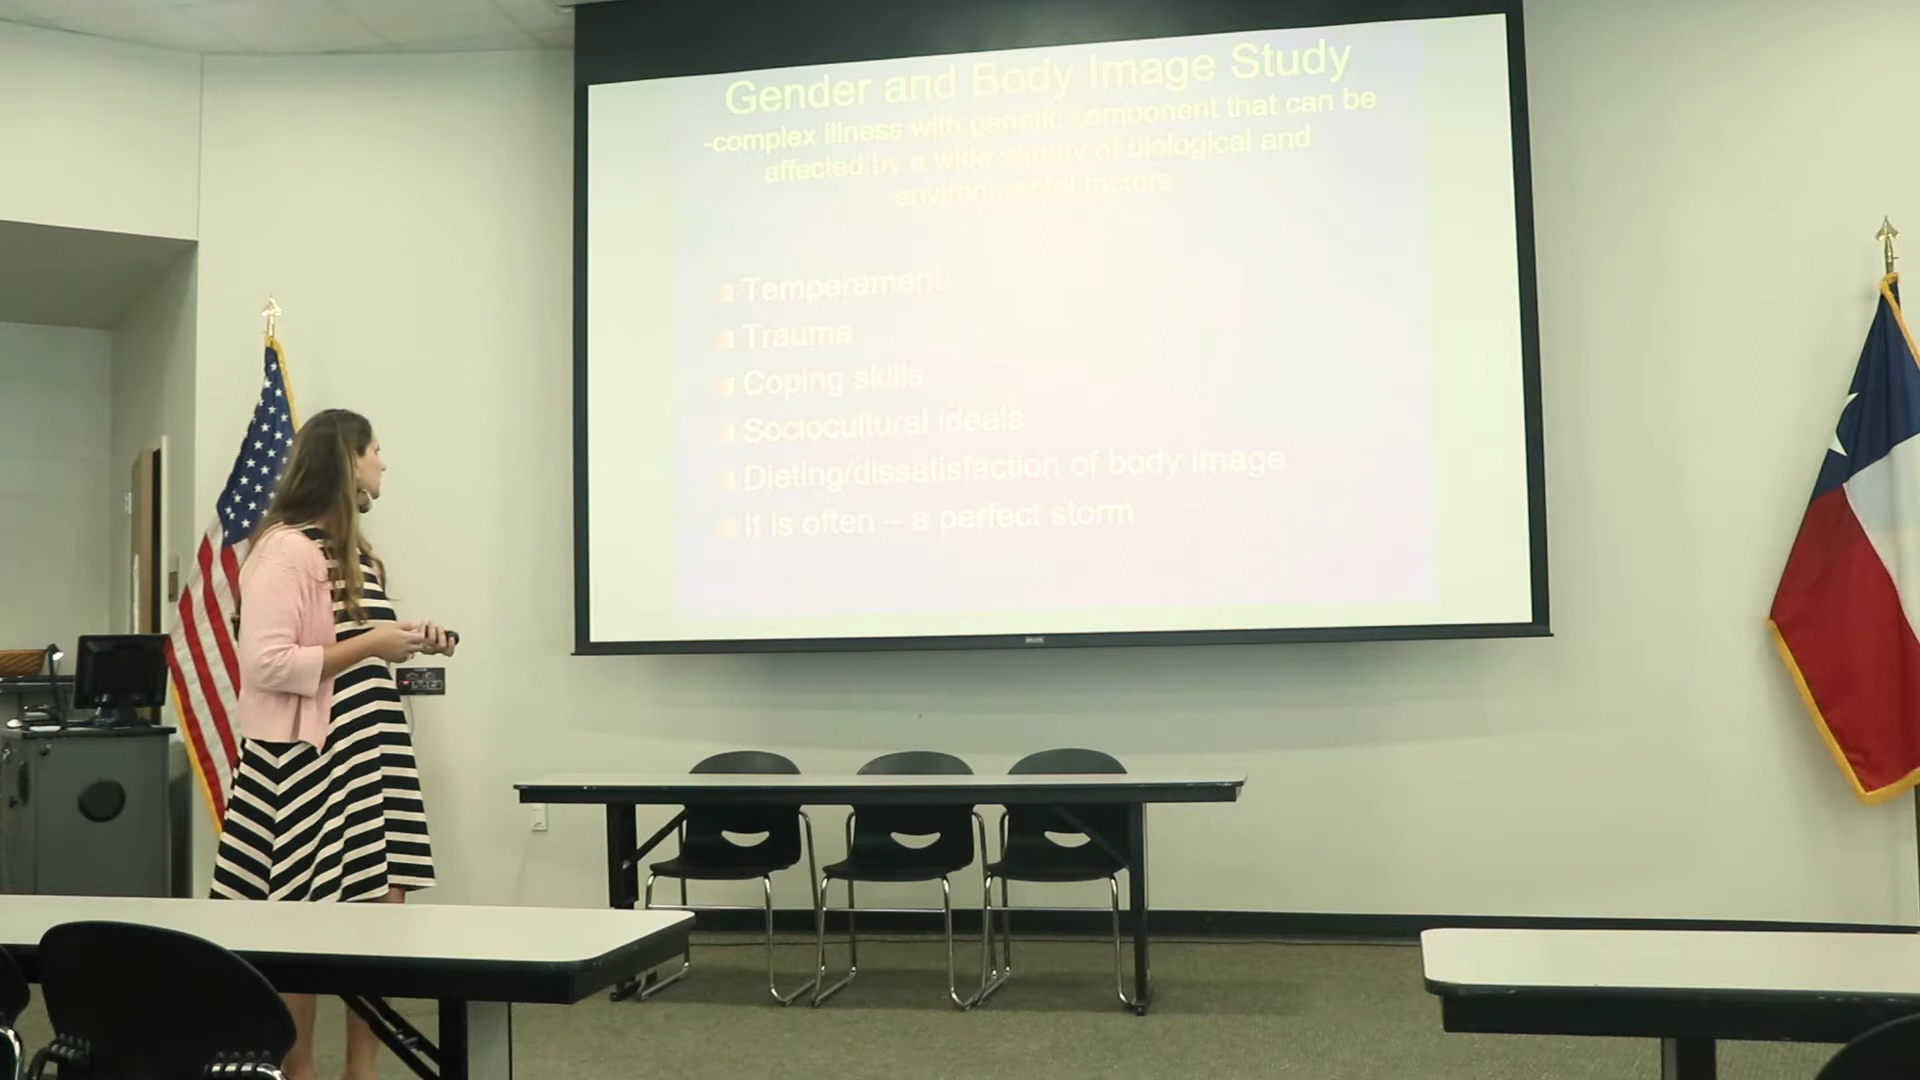 Gender and Body Image Study
-complex illness with genetic component that can be
affected by a wide variety of biological and
environmental factors
Temperament
Trauma
Coping skills
Sociocultural ideals
Dieting/dissatisfaction of body image
It is often – a perfect storm